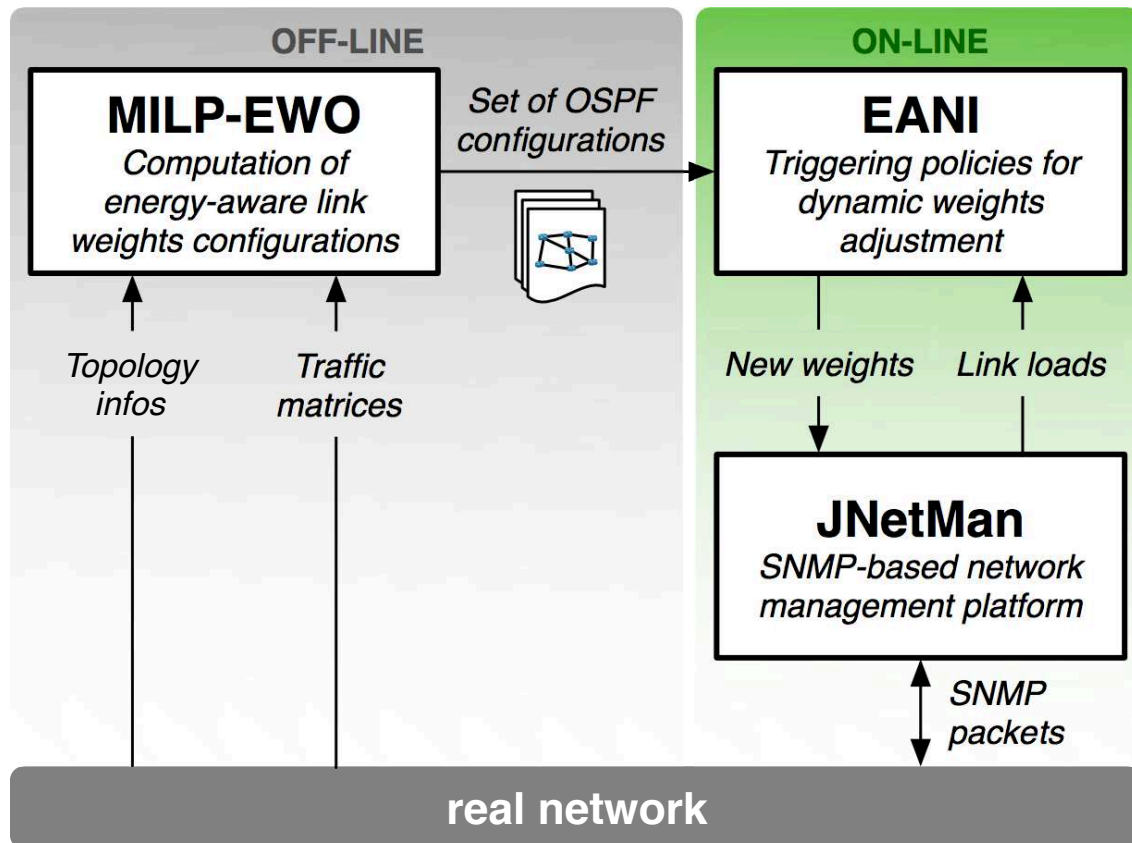 OFF-LINE
MILP-EWO
Computation of
energy-aware link
weights configurations
Set of OSPF
configurations
Topology
infos
Traffic
matrices
ON-LINE
EANI
Triggering policies for
dynamic weights
adjustment
New weights
Link loads
JNetMan
SNMP-based network
management platform
SNMP
packets
real network